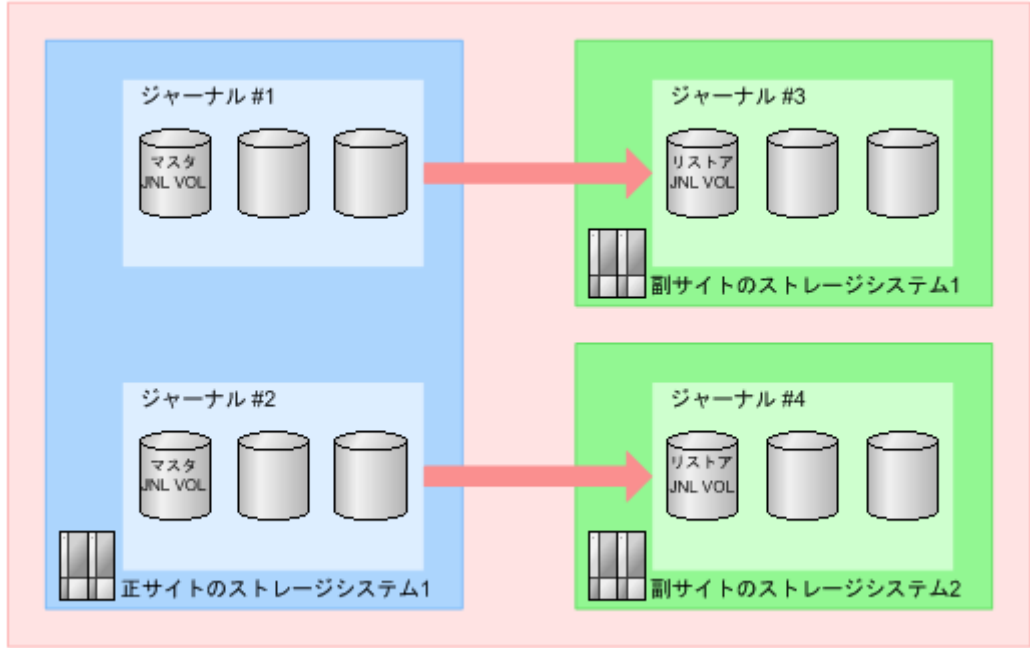 ジャーナル #1
マスタ
JNL VOL
ジャーナル #3
リストア
JNL VOL
副サイトのストレージシステム1
ジャーナル #2
マスタ
JNL VOL
正サイトのストレージシステム1
ジャーナル #4
リストア
JNL VOL
副サイトのストレージシステム2